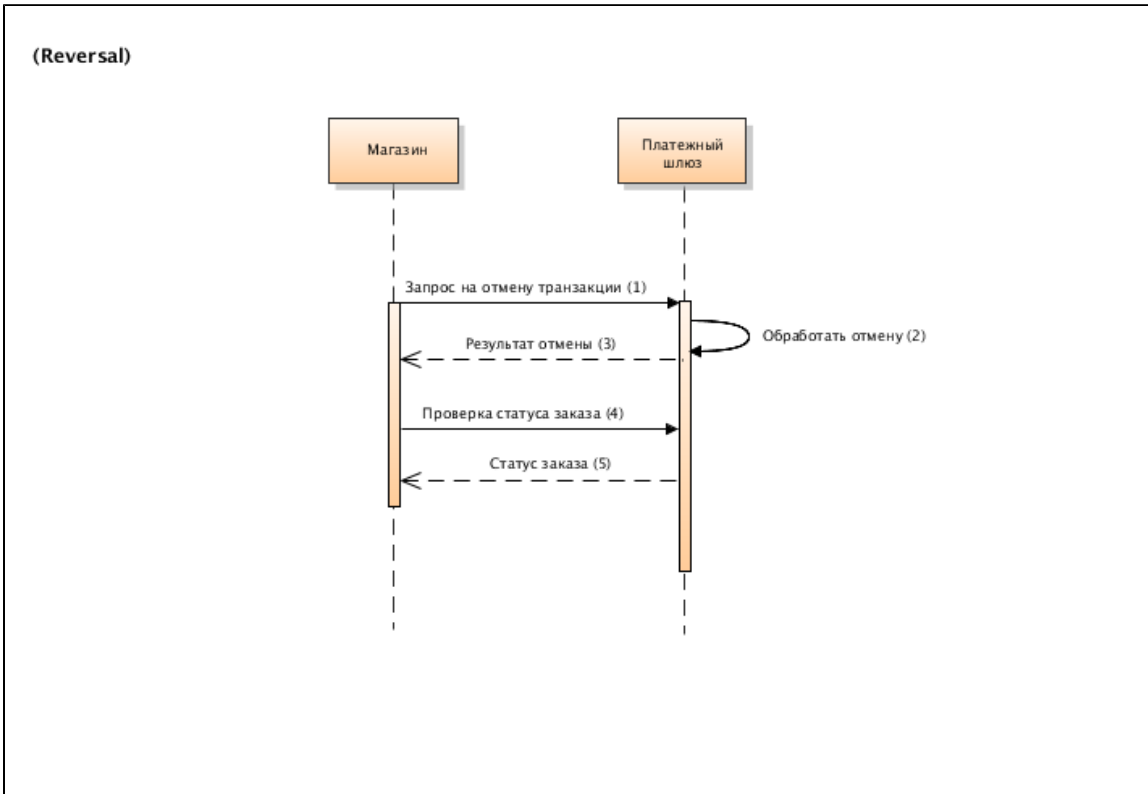 (Reversal)
Магазин
Платежный
шлюз
Запрос на отмену транзакции (1)
Обработать отмену (2)
Результат отмены (3)
Проверка статуса заказа (4)
Статус заказа (5)